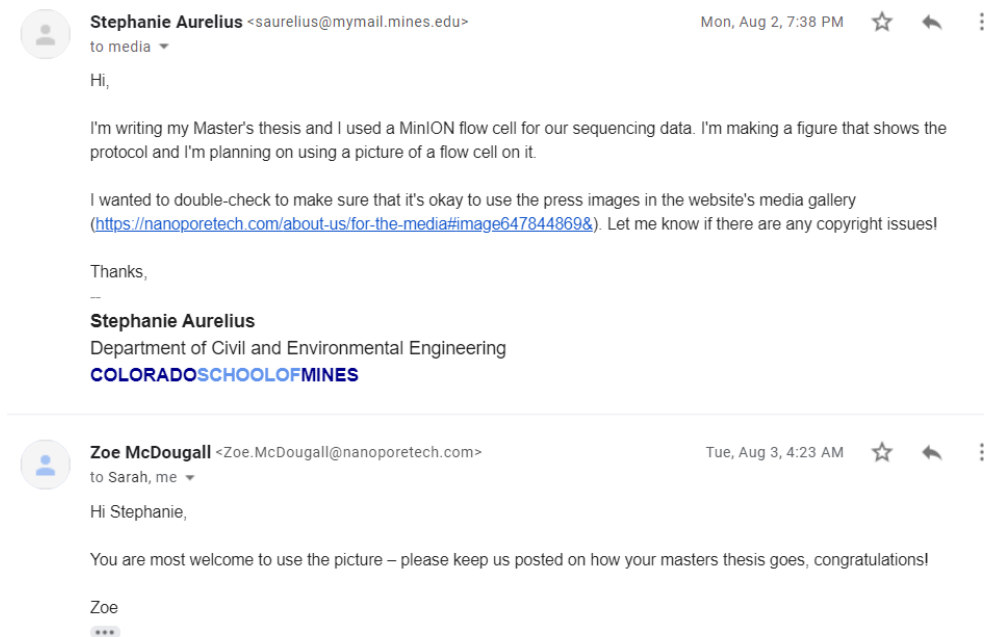 Stephanie Aurelius <saurelius@mymail.mines.edu> Mon, Aug 2, 7:38 PM
to media
Hi,
I'm writing my Master's thesis and I used a MinION flow cell for our sequencing data. I'm making a figure that shows the
protocol and I'm planning on using a picture of a flow cell on it.
I wanted to double-check to make sure that it's okay to use the press images in the website's media gallery
(https://nanoporetech.com/about-us/for-the-media#image647844869&). Let me know if there are any copyright issues!
Thanks,
--
Stephanie Aurelius
Department of Civil and Environmental Engineering
COLORADOSCHOOLOFMINES
Zoe McDougall <Zoe.McDougall@nanoporetech.com> Tue, Aug 3, 4:23 AM
to Sarah, me
Hi Stephanie,
You are most welcome to use the picture – please keep us posted on how your masters thesis goes, congratulations!
Zoe